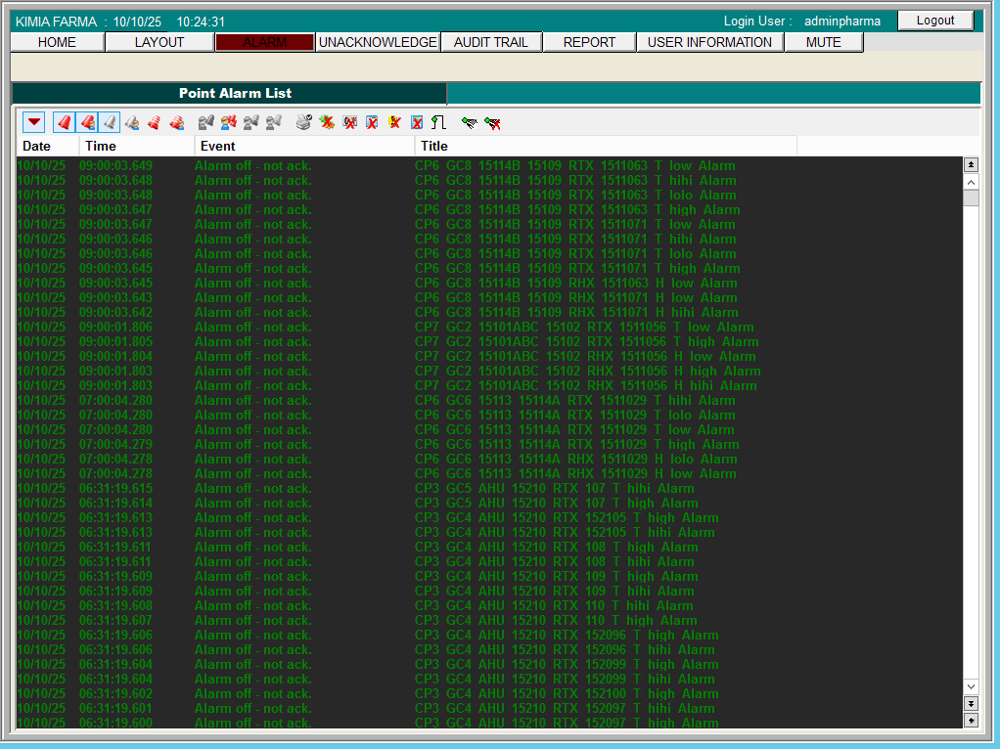 KIMIA FARMA : 10/10/25 10:24:31 Login User : adminpharma Logout
HOME LAYOUT ALARM UNACKNOWLEDGE AUDIT TRAIL REPORT USER INFORMATION MUTE
Point Alarm List
Date Time Event Title
10/10/25 09:00:03.649 Alarm off - not ack. CP6 GC8 15114B 15109 RTX 1511063 T low Alarm
10/10/25 09:00:03.648 Alarm off - not ack. CP6 GC8 15114B 15109 RTX 1511063 T hihi Alarm
10/10/25 09:00:03.648 Alarm off - not ack. CP6 GC8 15114B 15109 RTX 1511063 T lolo Alarm
10/10/25 09:00:03.647 Alarm off - not ack. CP6 GC8 15114B 15109 RTX 1511063 T high Alarm
10/10/25 09:00:03.647 Alarm off - not ack. CP6 GC8 15114B 15109 RTX 1511071 T low Alarm
10/10/25 09:00:03.646 Alarm off - not ack. CP6 GC8 15114B 15109 RTX 1511071 T hihi Alarm
10/10/25 09:00:03.646 Alarm off - not ack. CP6 GC8 15114B 15109 RTX 1511071 T lolo Alarm
10/10/25 09:00:03.645 Alarm off - not ack. CP6 GC8 15114B 15109 RTX 1511071 T high Alarm
10/10/25 09:00:03.645 Alarm off - not ack. CP6 GC8 15114B 15109 RHX 1511063 H low Alarm
10/10/25 09:00:03.643 Alarm off - not ack. CP6 GC8 15114B 15109 RHX 1511071 H low Alarm
10/10/25 09:00:03.642 Alarm off - not ack. CP6 GC8 15114B 15109 RHX 1511071 H hihi Alarm
10/10/25 09:00:01.806 Alarm off - not ack. CP7 GC2 15101ABC 15102 RTX 1511056 T low Alarm
10/10/25 09:00:01.805 Alarm off - not ack. CP7 GC2 15101ABC 15102 RTX 1511056 T high Alarm
10/10/25 09:00:01.804 Alarm off - not ack. CP7 GC2 15101ABC 15102 RHX 1511056 H low Alarm
10/10/25 09:00:01.803 Alarm off - not ack. CP7 GC2 15101ABC 15102 RHX 1511056 H high Alarm
10/10/25 09:00:01.803 Alarm off - not ack. CP7 GC2 15101ABC 15102 RHX 1511056 H hihi Alarm
10/10/25 07:00:04.280 Alarm off - not ack. CP6 GC6 15113 15114A RTX 1511029 T hihi Alarm
10/10/25 07:00:04.280 Alarm off - not ack. CP6 GC6 15113 15114A RTX 1511029 T lolo Alarm
10/10/25 07:00:04.280 Alarm off - not ack. CP6 GC6 15113 15114A RTX 1511029 T low Alarm
10/10/25 07:00:04.279 Alarm off - not ack. CP6 GC6 15113 15114A RTX 1511029 T high Alarm
10/10/25 07:00:04.278 Alarm off - not ack. CP6 GC6 15113 15114A RHX 1511029 H lolo Alarm
10/10/25 07:00:04.278 Alarm off - not ack. CP6 GC6 15113 15114A RHX 1511029 H low Alarm
10/10/25 06:31:19.615 Alarm off - not ack. CP3 GC5 AHU 15210 RTX 107 T hihi Alarm
10/10/25 06:31:19.614 Alarm off - not ack. CP3 GC5 AHU 15210 RTX 107 T high Alarm
10/10/25 06:31:19.613 Alarm off - not ack. CP3 GC4 AHU 15210 RTX 152105 T high Alarm
10/10/25 06:31:19.613 Alarm off - not ack. CP3 GC4 AHU 15210 RTX 152105 T hihi Alarm
10/10/25 06:31:19.611 Alarm off - not ack. CP3 GC4 AHU 15210 RTX 108 T high Alarm
10/10/25 06:31:19.611 Alarm off - not ack. CP3 GC4 AHU 15210 RTX 108 T hihi Alarm
10/10/25 06:31:19.609 Alarm off - not ack. CP3 GC4 AHU 15210 RTX 109 T high Alarm
10/10/25 06:31:19.609 Alarm off - not ack. CP3 GC4 AHU 15210 RTX 109 T hihi Alarm
10/10/25 06:31:19.608 Alarm off - not ack. CP3 GC4 AHU 15210 RTX 110 T hihi Alarm
10/10/25 06:31:19.607 Alarm off - not ack. CP3 GC4 AHU 15210 RTX 110 T high Alarm
10/10/25 06:31:19.606 Alarm off - not ack. CP3 GC4 AHU 15210 RTX 152096 T high Alarm
10/10/25 06:31:19.606 Alarm off - not ack. CP3 GC4 AHU 15210 RTX 152096 T hihi Alarm
10/10/25 06:31:19.604 Alarm off - not ack. CP3 GC4 AHU 15210 RTX 152099 T high Alarm
10/10/25 06:31:19.604 Alarm off - not ack. CP3 GC4 AHU 15210 RTX 152099 T hihi Alarm
10/10/25 06:31:19.602 Alarm off - not ack. CP3 GC4 AHU 15210 RTX 152100 T high Alarm
10/10/25 06:31:19.601 Alarm off - not ack. CP3 GC4 AHU 15210 RTX 152097 T hihi Alarm
10/10/25 06:31:19.600 Alarm off - not ack. CP3 GC4 AHU 15210 RTX 152097 T high Alarm